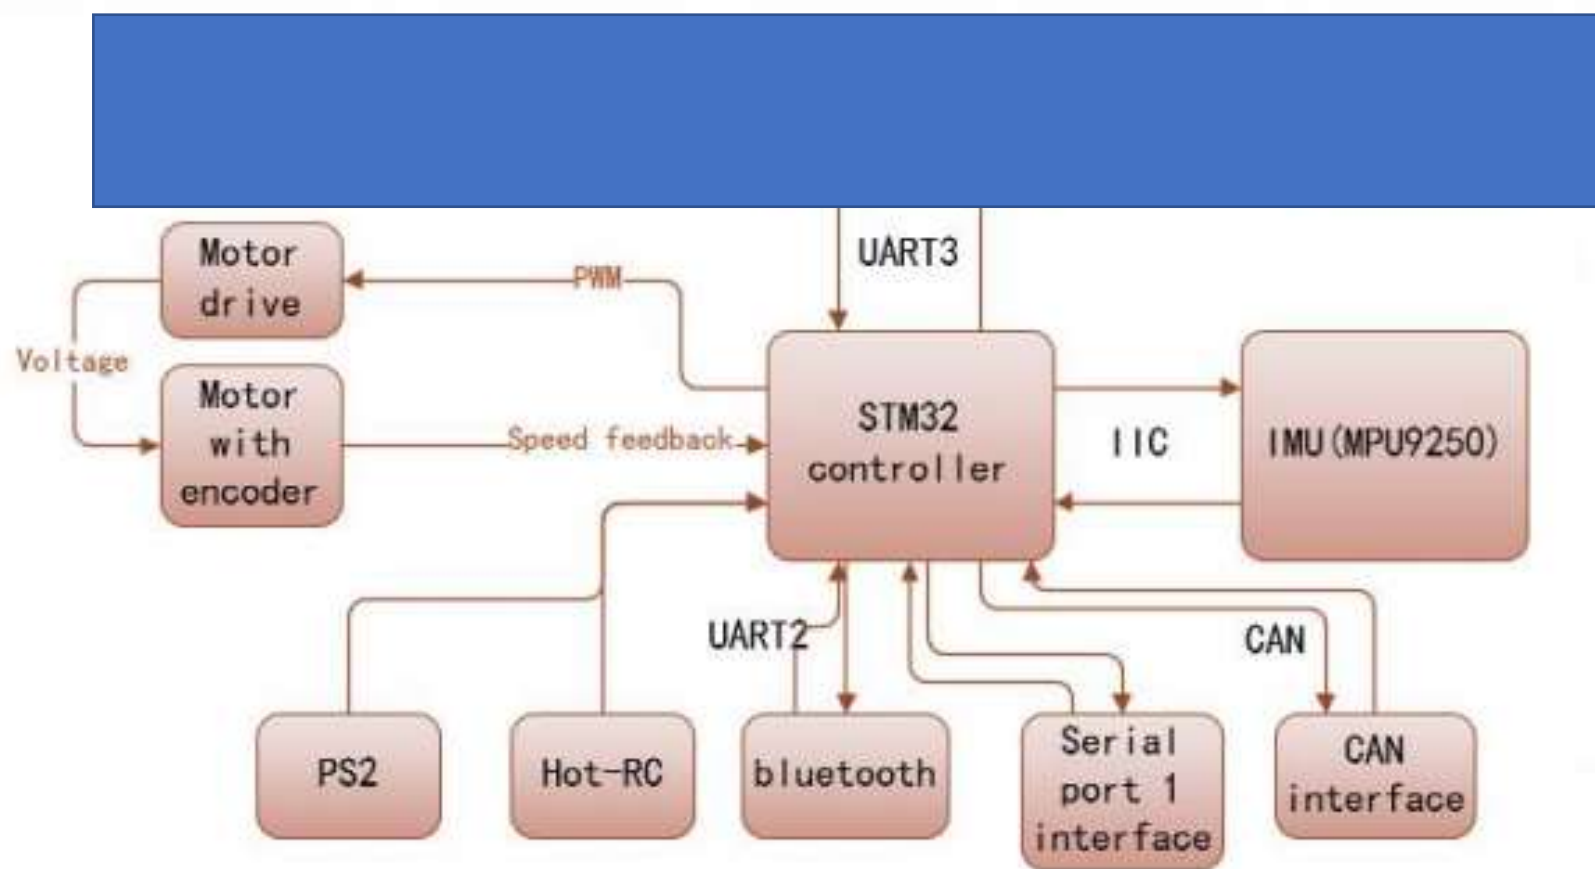 UART3
Motor
drive
PWM
Voltage
Motor
with
encoder
Speed feedback
STM32
controller
IIC
IMU(MPU9250)
UART2
CAN
PS2
Hot-RC
bluetooth
Serial
port 1
interface
CAN
interface